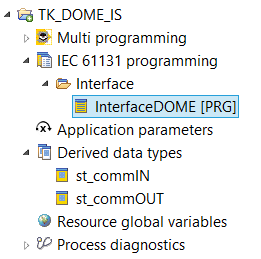 TK_DOME_IS
Multi programming
IEC 61131 programming
Interface
InterfaceDOME [PRG]
Application parameters
Derived data types
st_commIN
st_commOUT
Resource global variables
Process diagnostics